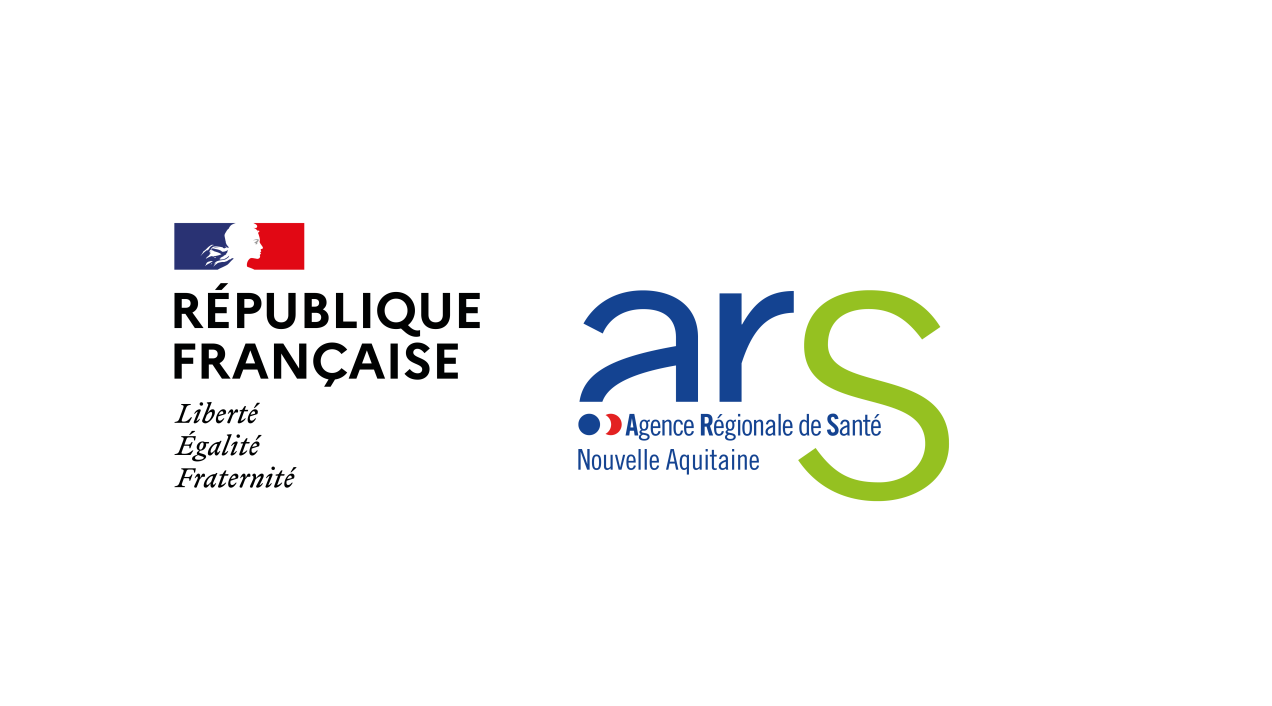 RÉPUBLIQUE
FRANÇAISE
Liberté
Égalité
Fraternité
ars
Agence Régionale de Santé
Nouvelle Aquitaine